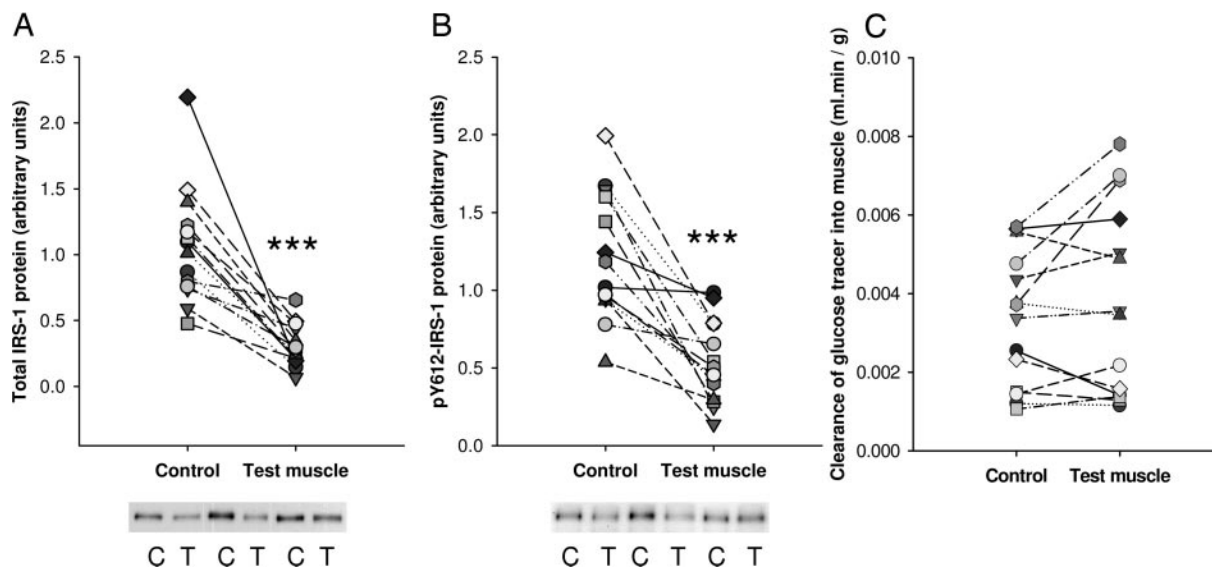 A
Total IRS-1 protein (arbitrary units)
2.5
2.0
1.5
1.0
0.5
0.0
***
Control Test muscle
C T C T C T
B
pY612-IRS-1 protein (arbitrary units)
2.5
2.0
1.5
1.0
0.5
0.0
***
Control Test muscle
C T C T C T
C
Clearance of glucose tracer into muscle (ml.min / g)
0.010
0.008
0.006
0.004
0.002
0.000
Control Test muscle